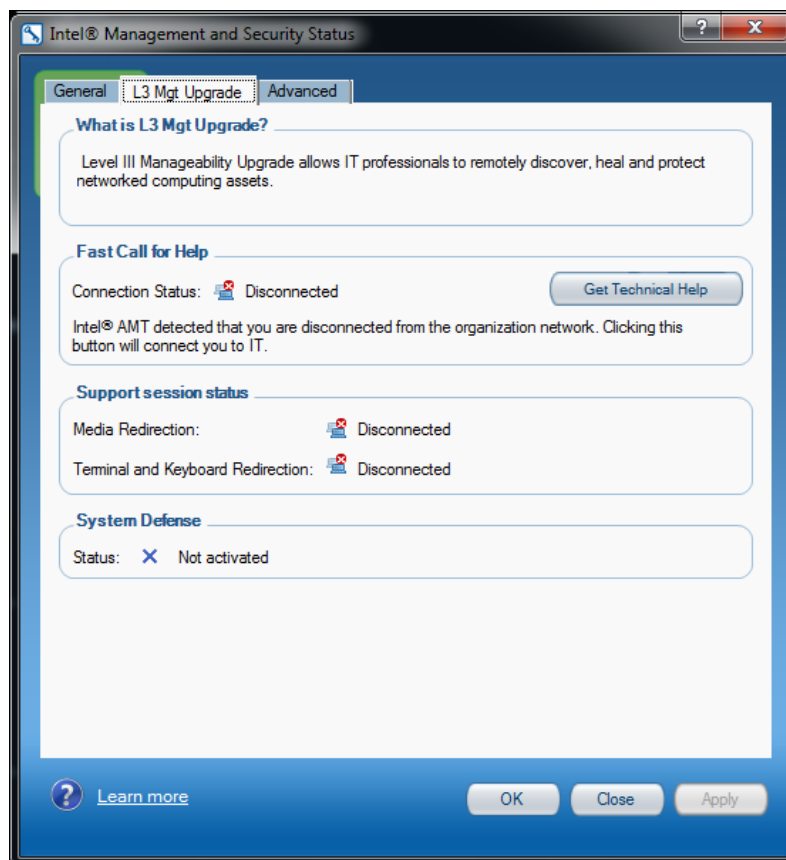 Intel® Management and Security Status
?
X
General
L3 Mgt Upgrade
Advanced
What is L3 Mgt Upgrade?
Level III Manageability Upgrade allows IT professionals to remotely discover, heal and protect
networked computing assets.
Fast Call for Help
Connection Status: Disconnected
Get Technical Help
Intel® AMT detected that you are disconnected from the organization network. Clicking this
button will connect you to IT.
Support session status
Media Redirection: Disconnected
Terminal and Keyboard Redirection: Disconnected
System Defense
Status: Not activated
? Learn more
OK
Close
Apply